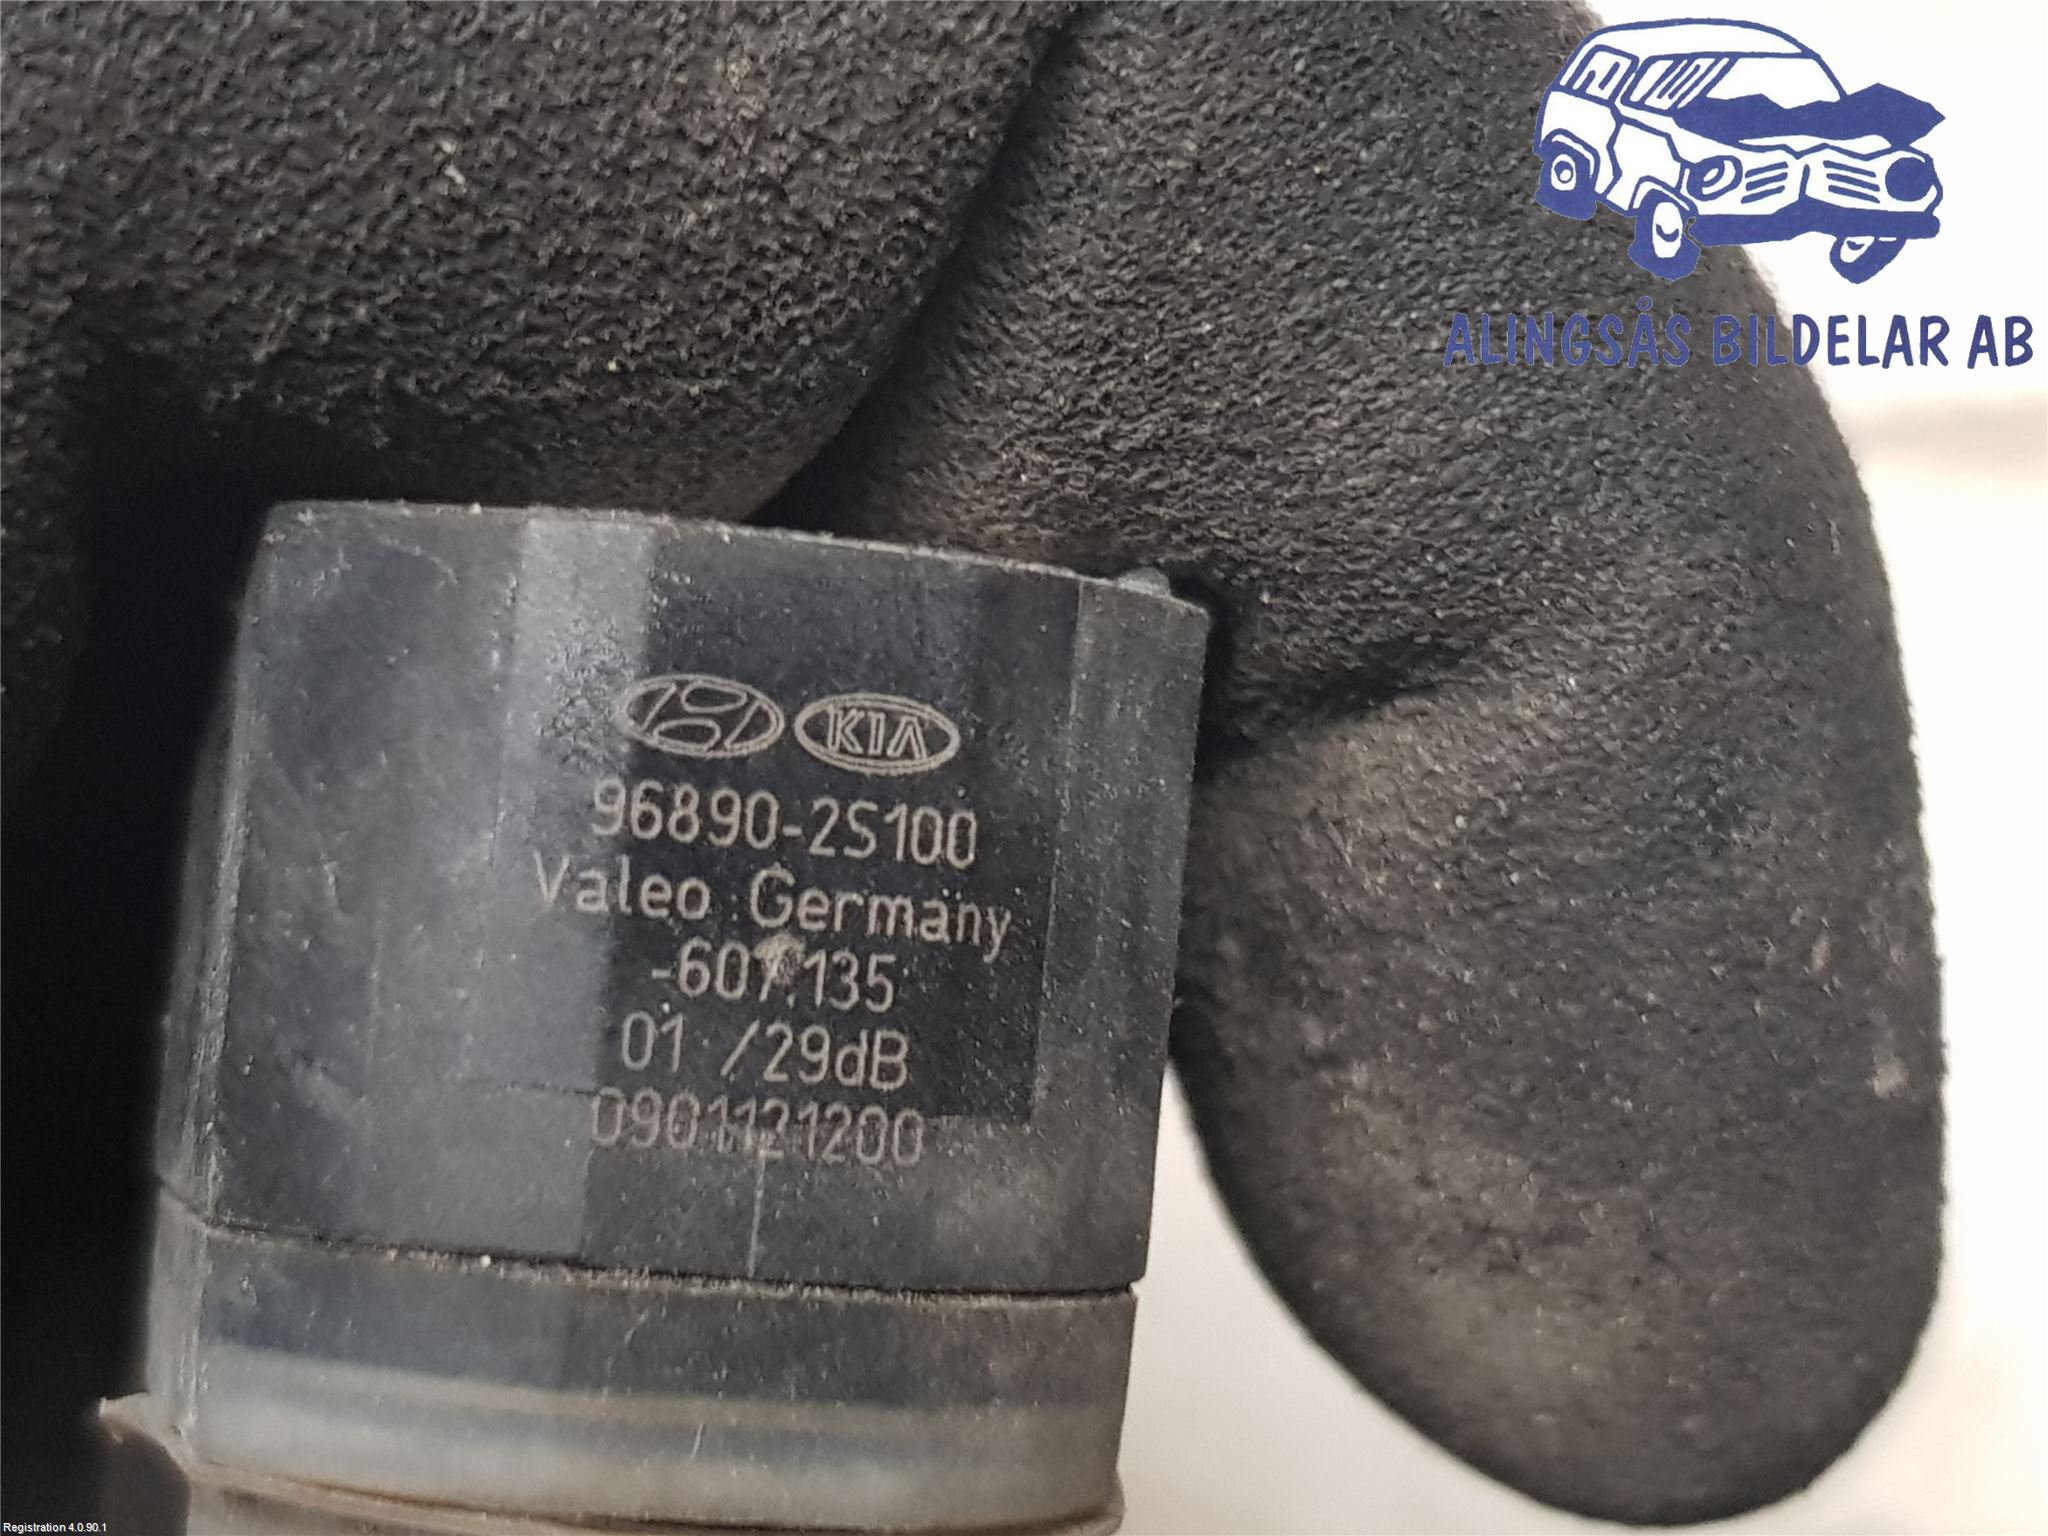 ALINGSÅS BILDELAR AB
KIA
96890-2S100
Valeo Germany
-607.135
01 /29dB
0901121200
Registration 4.0.90.1